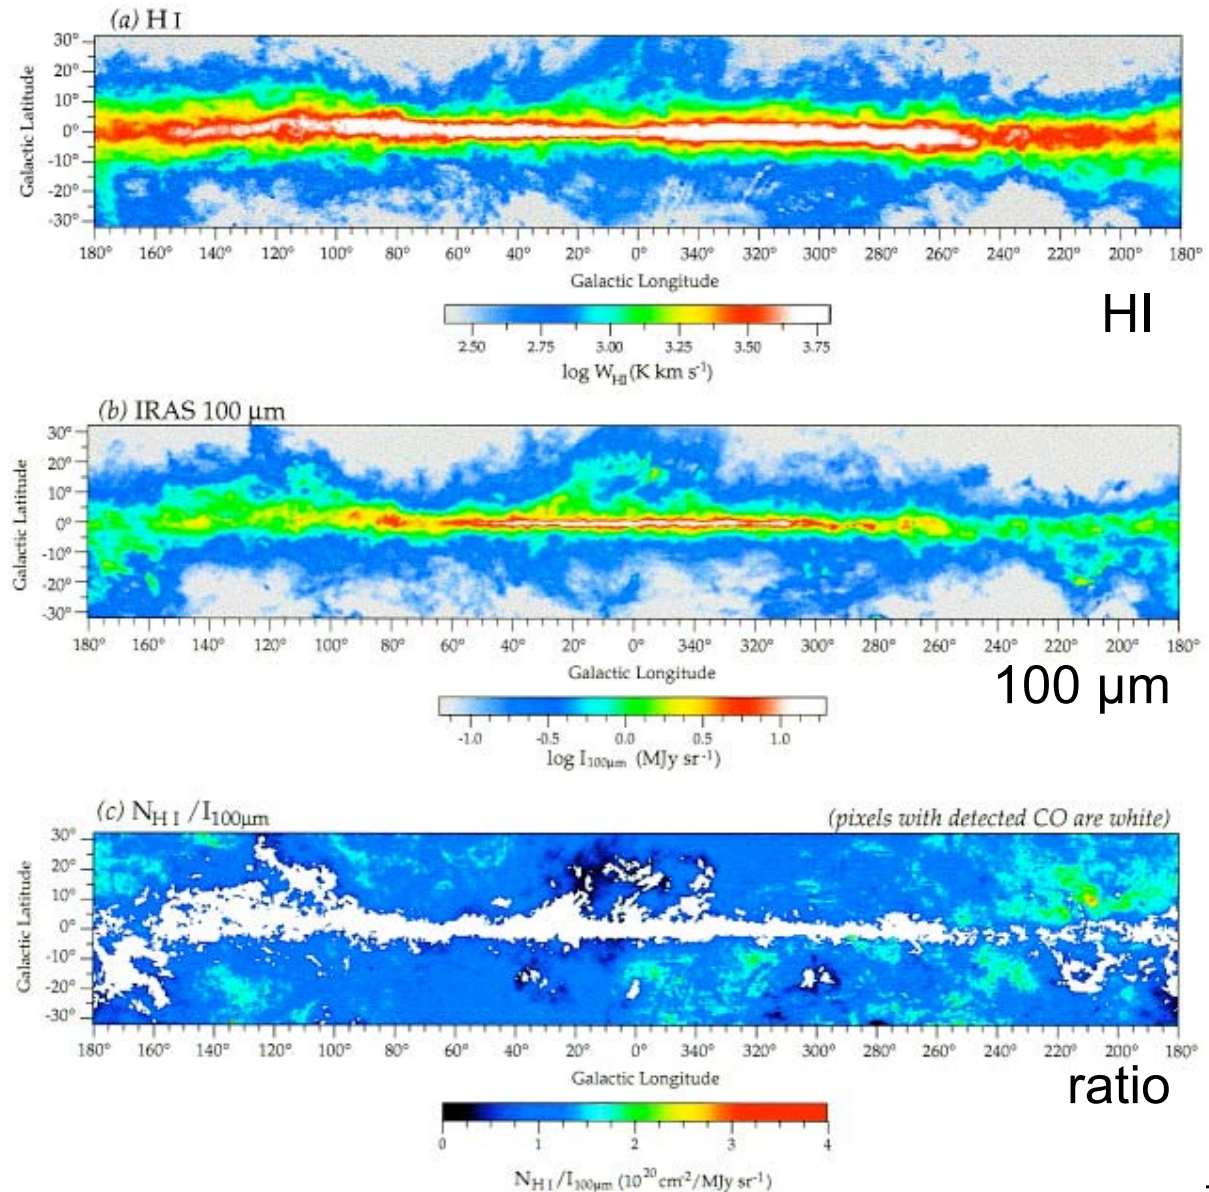 (a) H I
30°
20°
10°
0°
-10°
-20°
-30°
Galactic Latitude
180° 160° 140° 120° 100° 80° 60° 40° 20° 0° 340° 320° 300° 280° 260° 240° 220° 200° 180°
Galactic Longitude
HI
2.50 2.75 3.00 3.25 3.50 3.75
log W_HI (K km s⁻¹)
(b) IRAS 100 µm
30°
20°
10°
0°
-10°
-20°
-30°
Galactic Latitude
180° 160° 140° 120° 100° 80° 60° 40° 20° 0° 340° 320° 300° 280° 260° 240° 220° 200° 180°
Galactic Longitude
100 µm
-1.0 -0.5 0.0 0.5 1.0
log I_100µm (MJy sr⁻¹)
(c) N_H I /I_100µm (pixels with detected CO are white)
30°
20°
10°
0°
-10°
-20°
-30°
Galactic Latitude
180° 160° 140° 120° 100° 80° 60° 40° 20° 0° 340° 320° 300° 280° 260° 240° 220° 200° 180°
Galactic Longitude
ratio
0 1 2 3 4
N_H I/I_100µm (10²⁰ cm⁻²/MJy sr⁻¹)